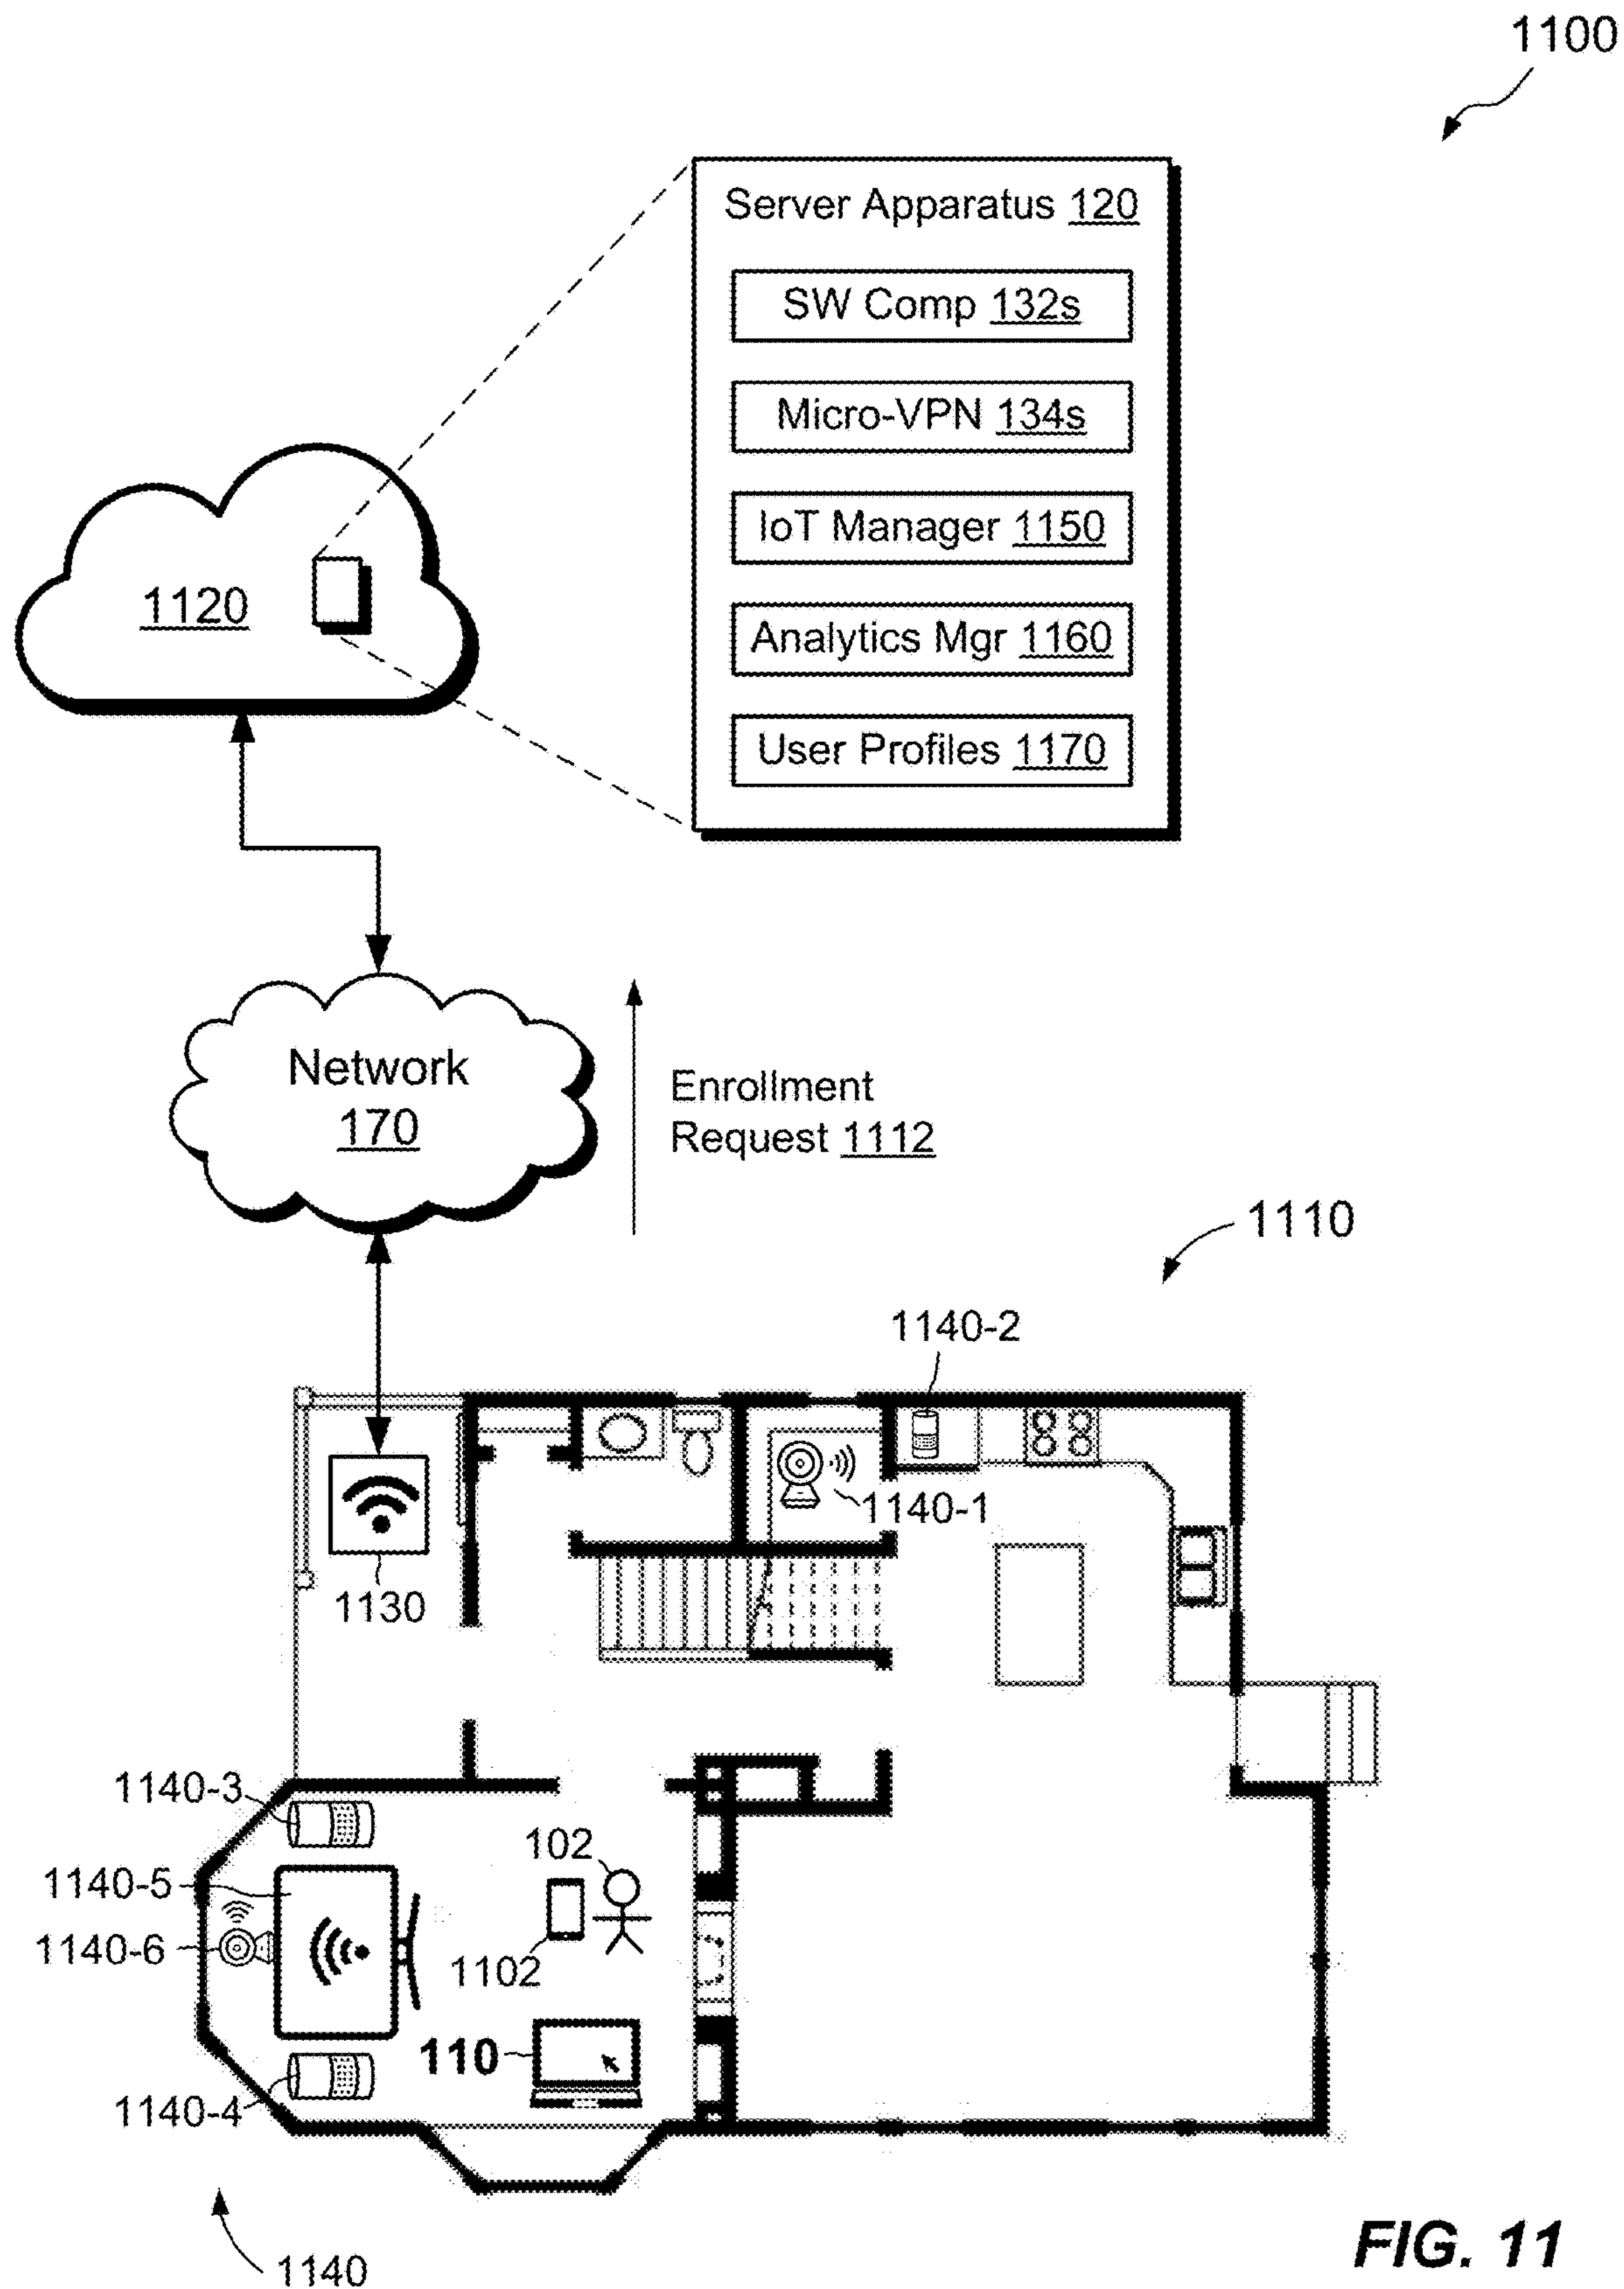 1100
Server Apparatus 120
SW Comp 132s
Micro-VPN 134s
IoT Manager 1150
Analytics Mgr 1160
User Profiles 1170
1120
Network
170
Enrollment
Request 1112
1110
1140-2
1140-1
1130
1140-3
102
1140-5
1140-6
1102
110
1140-4
1140
FIG. 11